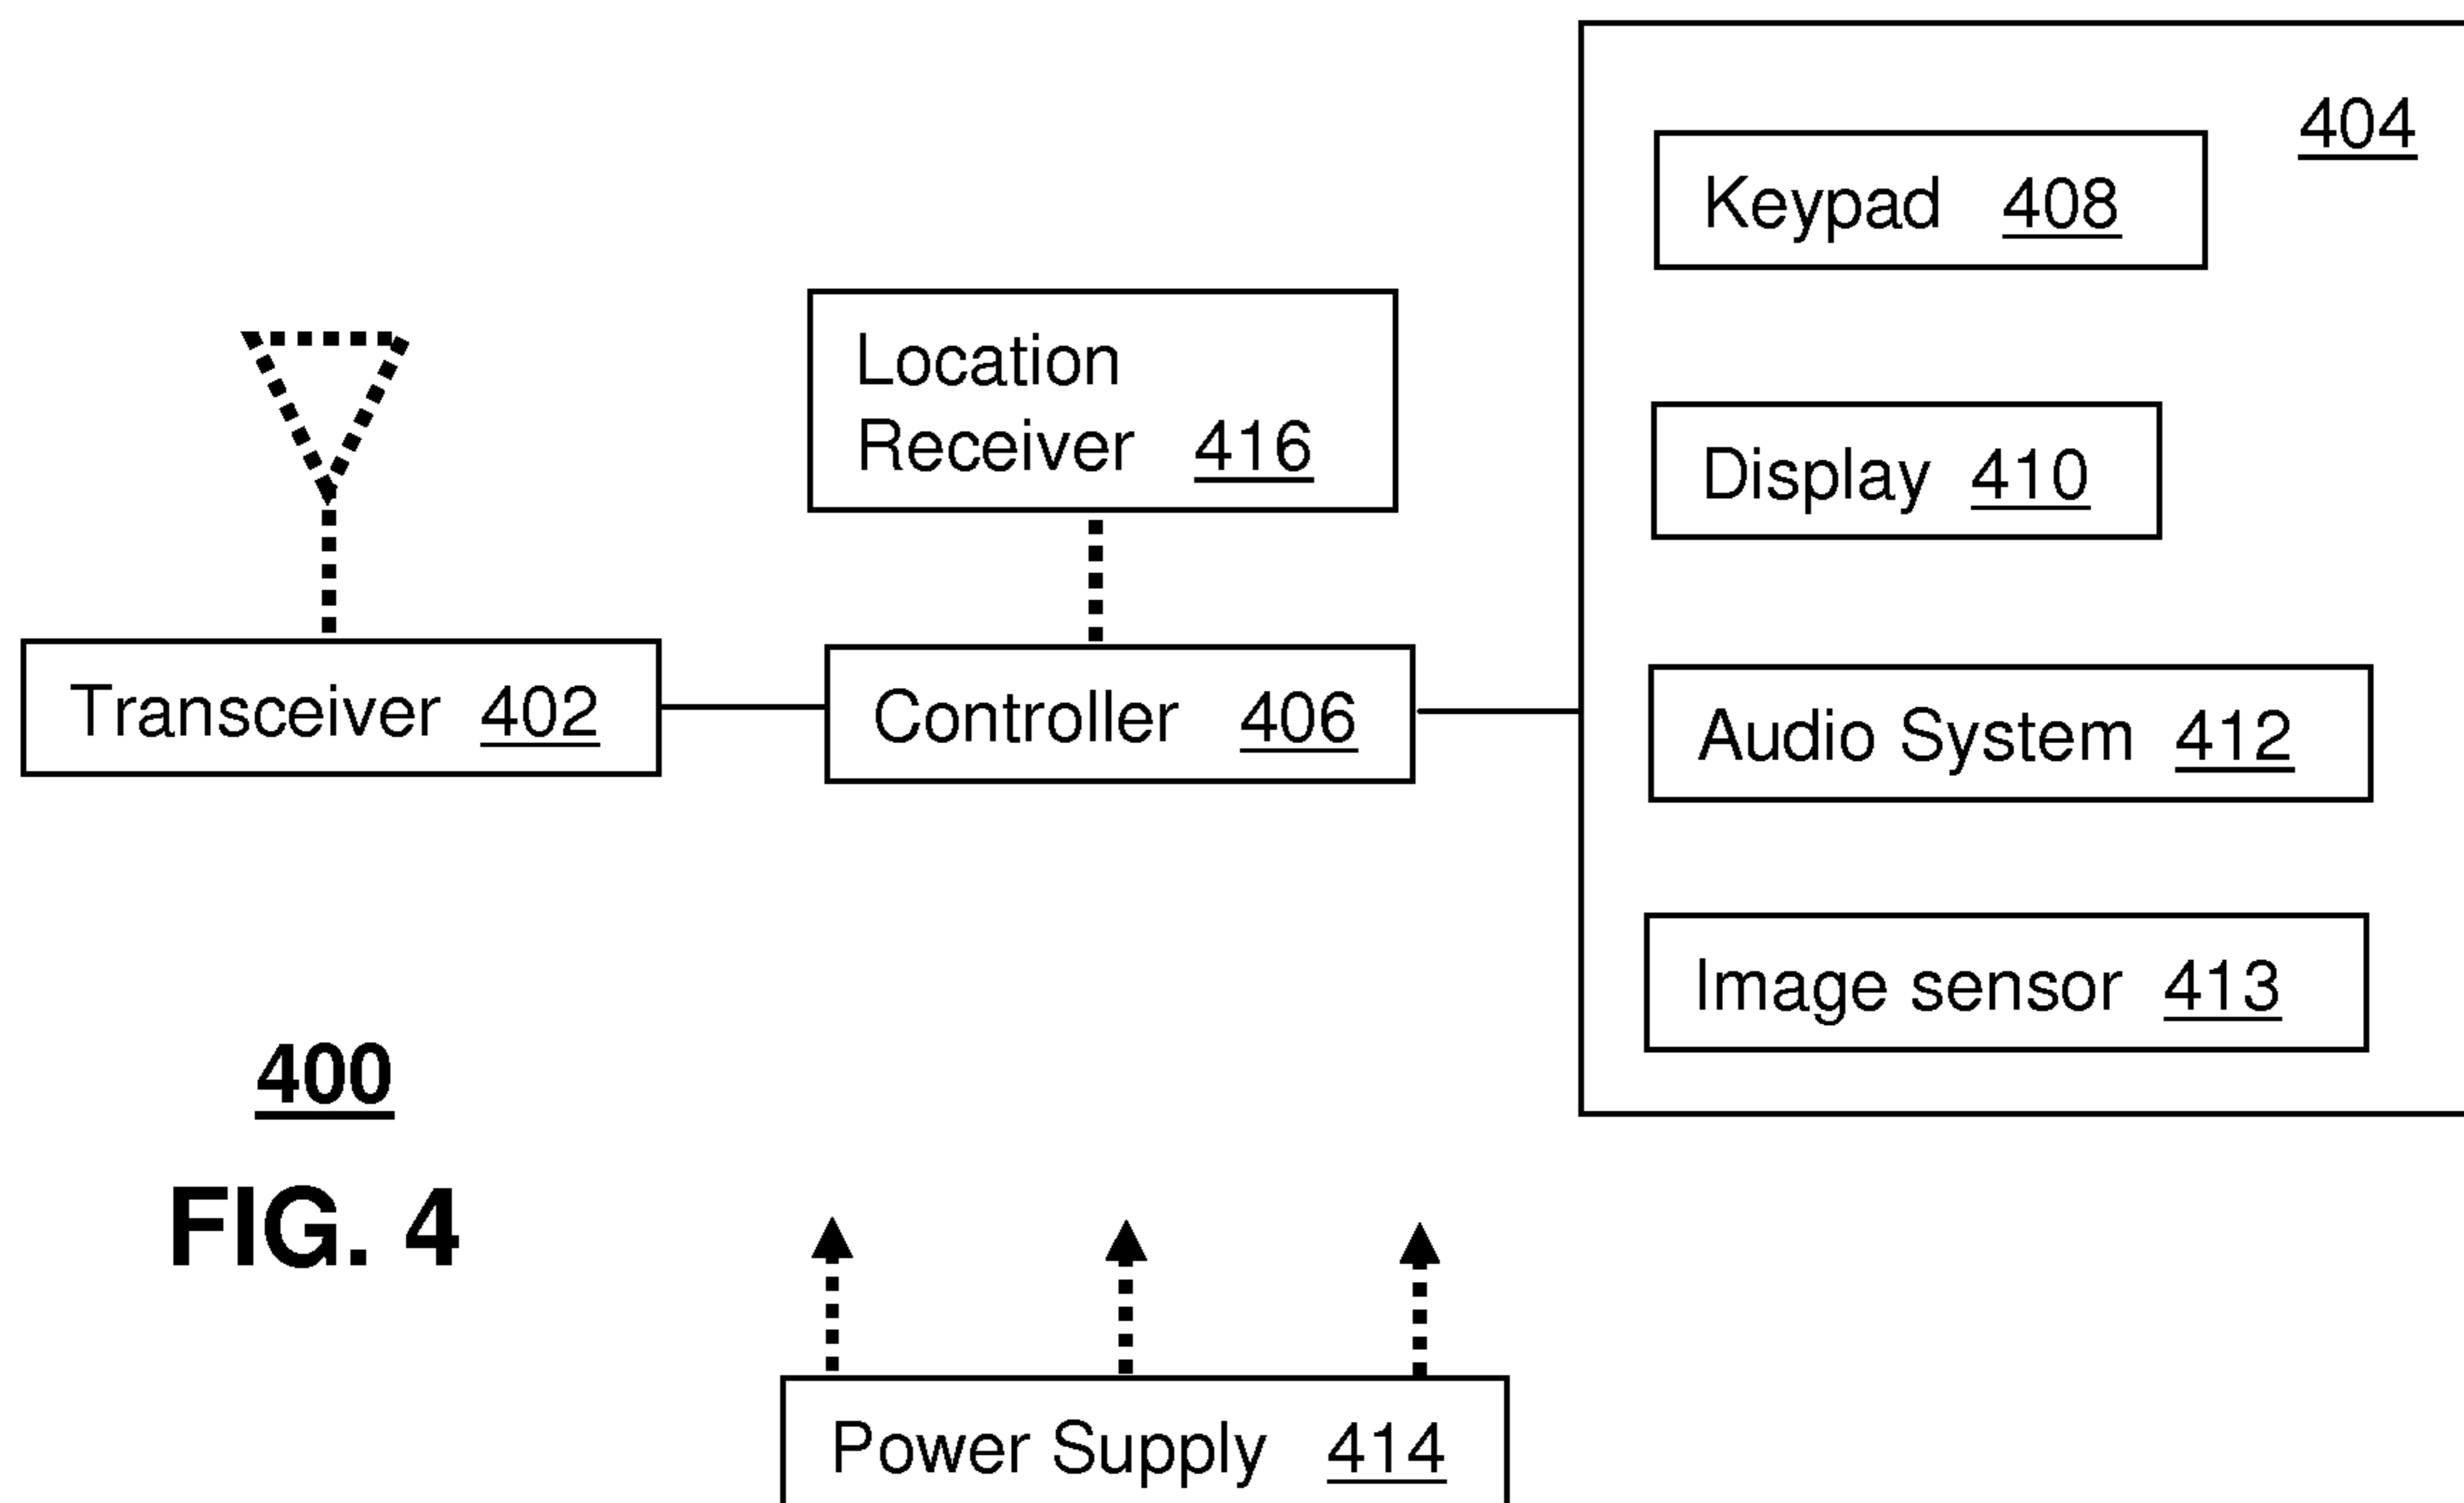 404
Keypad 408
Location
Receiver 416
Display 410
Transceiver 402
Controller 406
Audio System 412
Image sensor 413
400
FIG. 4
Power Supply 414